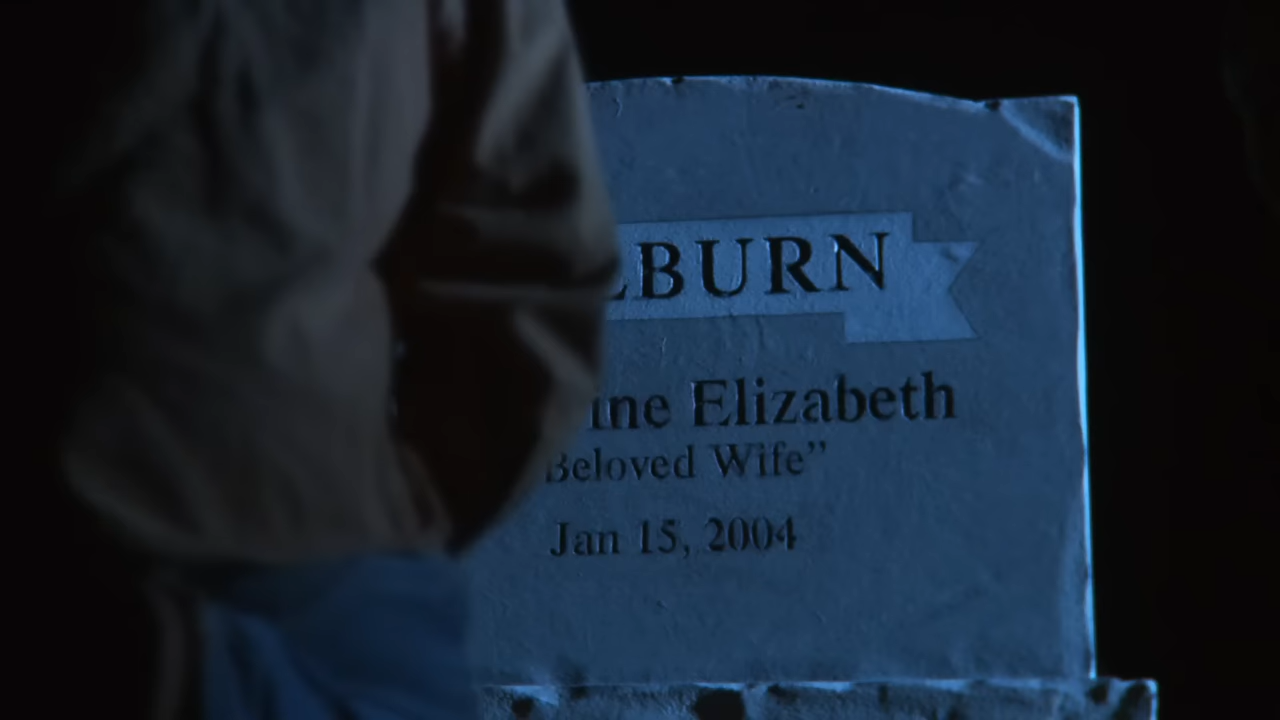 LBURN
ine Elizabeth
Beloved Wife”
Jan 15, 2004